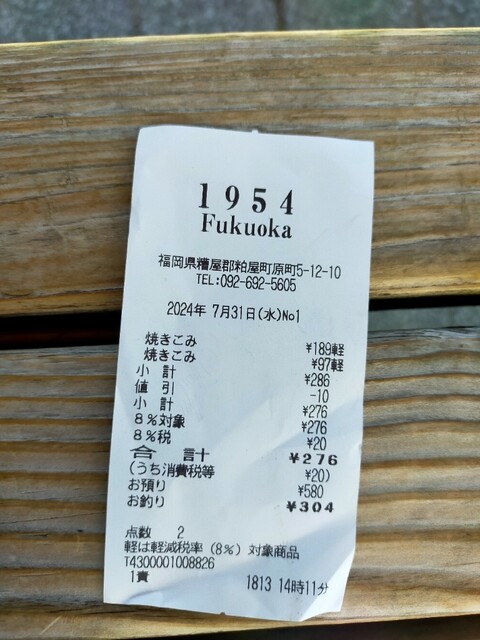 1954
Fukuoka
福岡県糟屋郡粕屋町原町5-12-10
TEL:092-692-5605
2024年 7月31日(水)No1
焼きこみ ¥189軽
焼きこみ ¥97軽
小 計 ¥286
値 引 -10
小 計 ¥276
8%対象 ¥276
8%税 ¥20
合 計 ¥276
(うち消費税等 ¥20)
お預り ¥580
お釣り ¥304
点数 2
軽は軽減税率(8%)対象商品
T4300001008826
1責 1813 14時11分